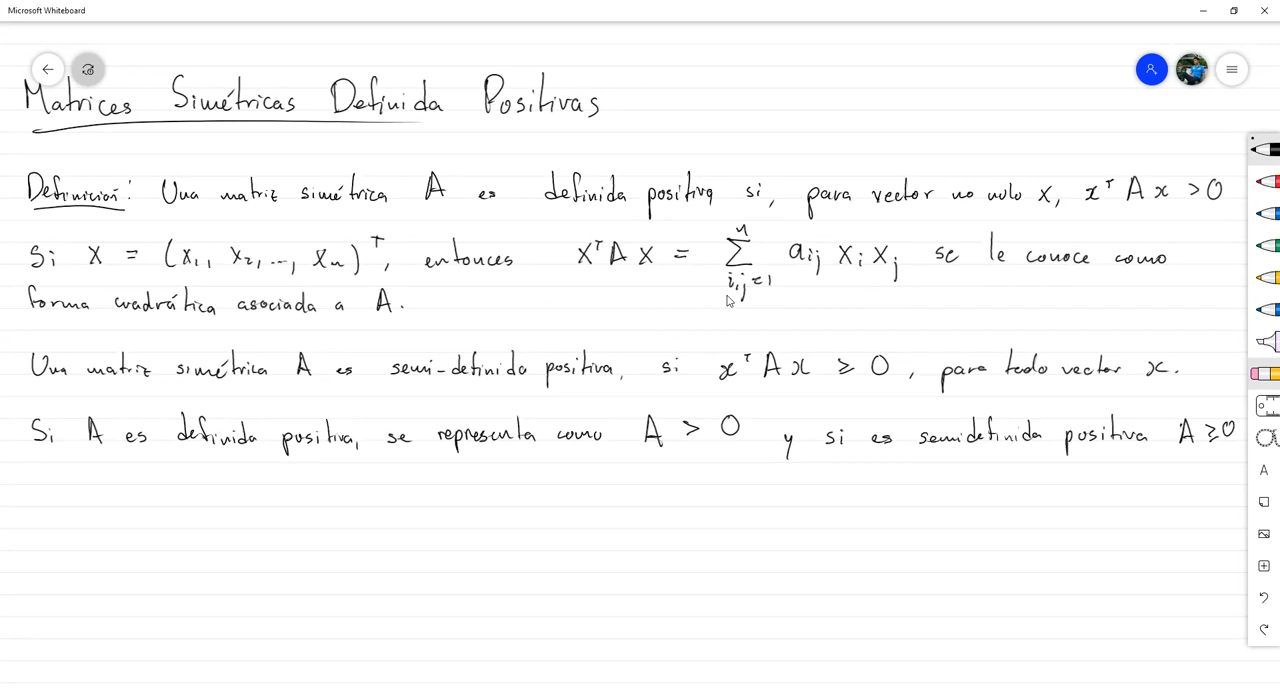 Microsoft Whiteboard
Matrices Simétricas Definida Positivas
Definición: Una matriz simétrica A es definida positiva si, para vector no nulo x, xᵀAx > 0
Si X = (x₁, x₂, ..., xₙ)ᵀ, entonces XᵀAX = ∑ⁿᵢ,ⱼ₌₁ aᵢⱼ xᵢ xⱼ se le conoce como
forma cuadrática asociada a A.
Una matriz simétrica A es semi-definida positiva, si xᵀAx ≥ 0, para todo vector x.
Si A es definida positiva, se representa como A > 0 y si es semidefinida positiva A ≥ 0
A